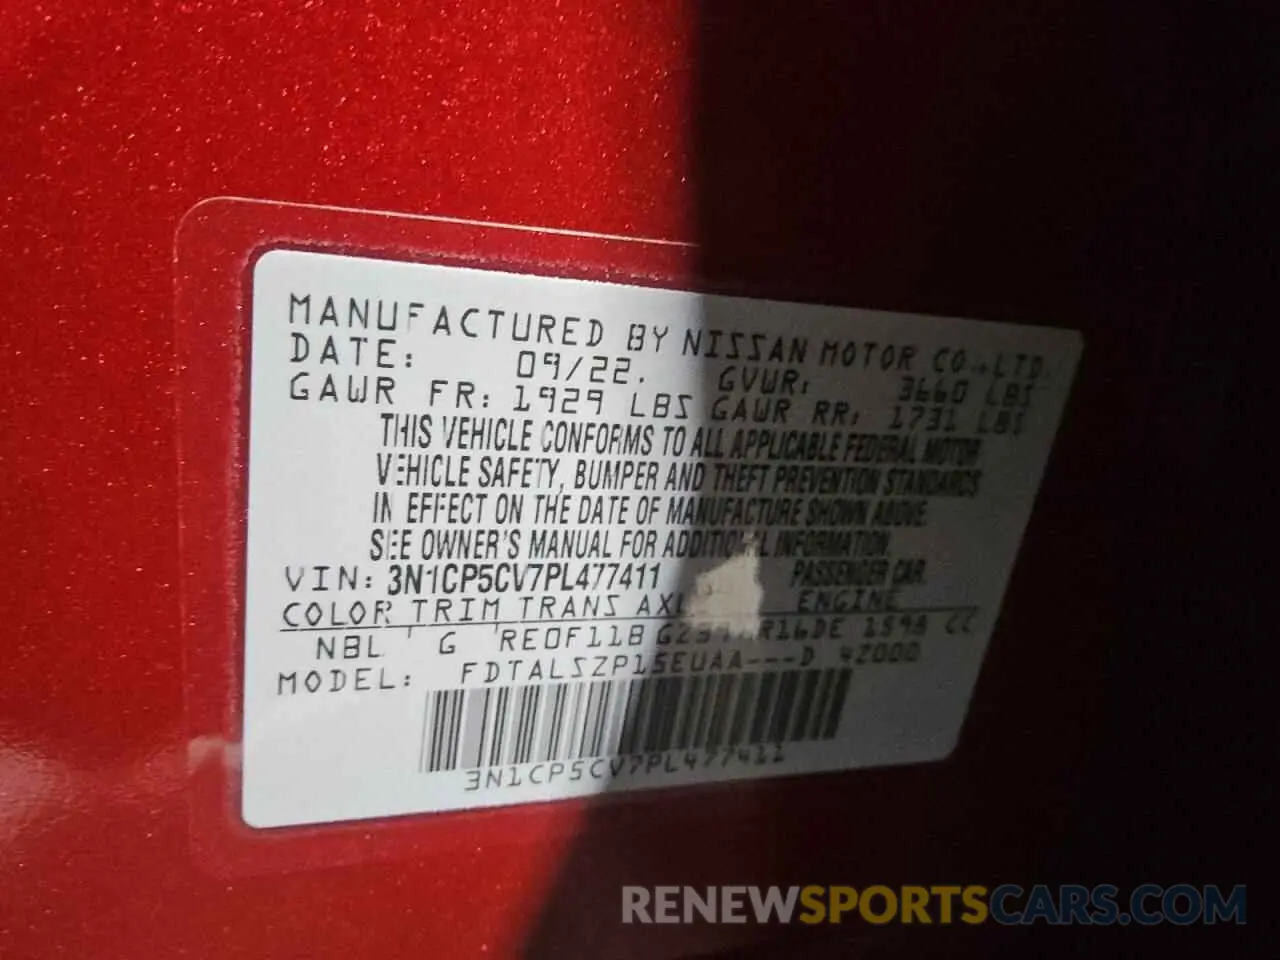 MANUFACTURED BY NISSAN MOTOR CO.,LTD.
DATE: 09/22. GVWR: 3660 LBS
GAWR FR: 1929 LBS GAWR RR: 1731 LBS
THIS VEHICLE CONFORMS TO ALL APPLICABLE FEDERAL MOTOR
VEHICLE SAFETY, BUMPER AND THEFT PREVENTION STANDARDS
IN EFFECT ON THE DATE OF MANUFACTURE SHOWN ABOVE.
SEE OWNER'S MANUAL FOR ADDITIONAL INFORMATION.
VIN: 3N1CP5CV7PL477411 PASSENGER CAR.
COLOR TRIM TRANS ENGINE
NBL G RE0F11B HR16DE 1598 CC
MODEL: FDTALSZP15EUAA---D 42000
3N1CP5CV7PL477411
RENEWSPORTSCARS.COM